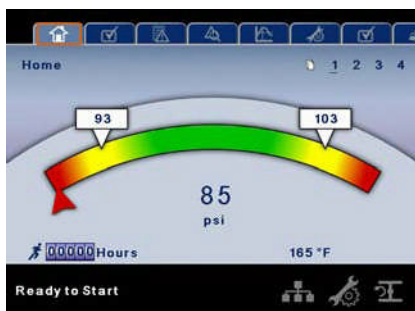 Home 1 2 3 4
93 103
85
psi
00000 Hours 165 °F
Ready to Start